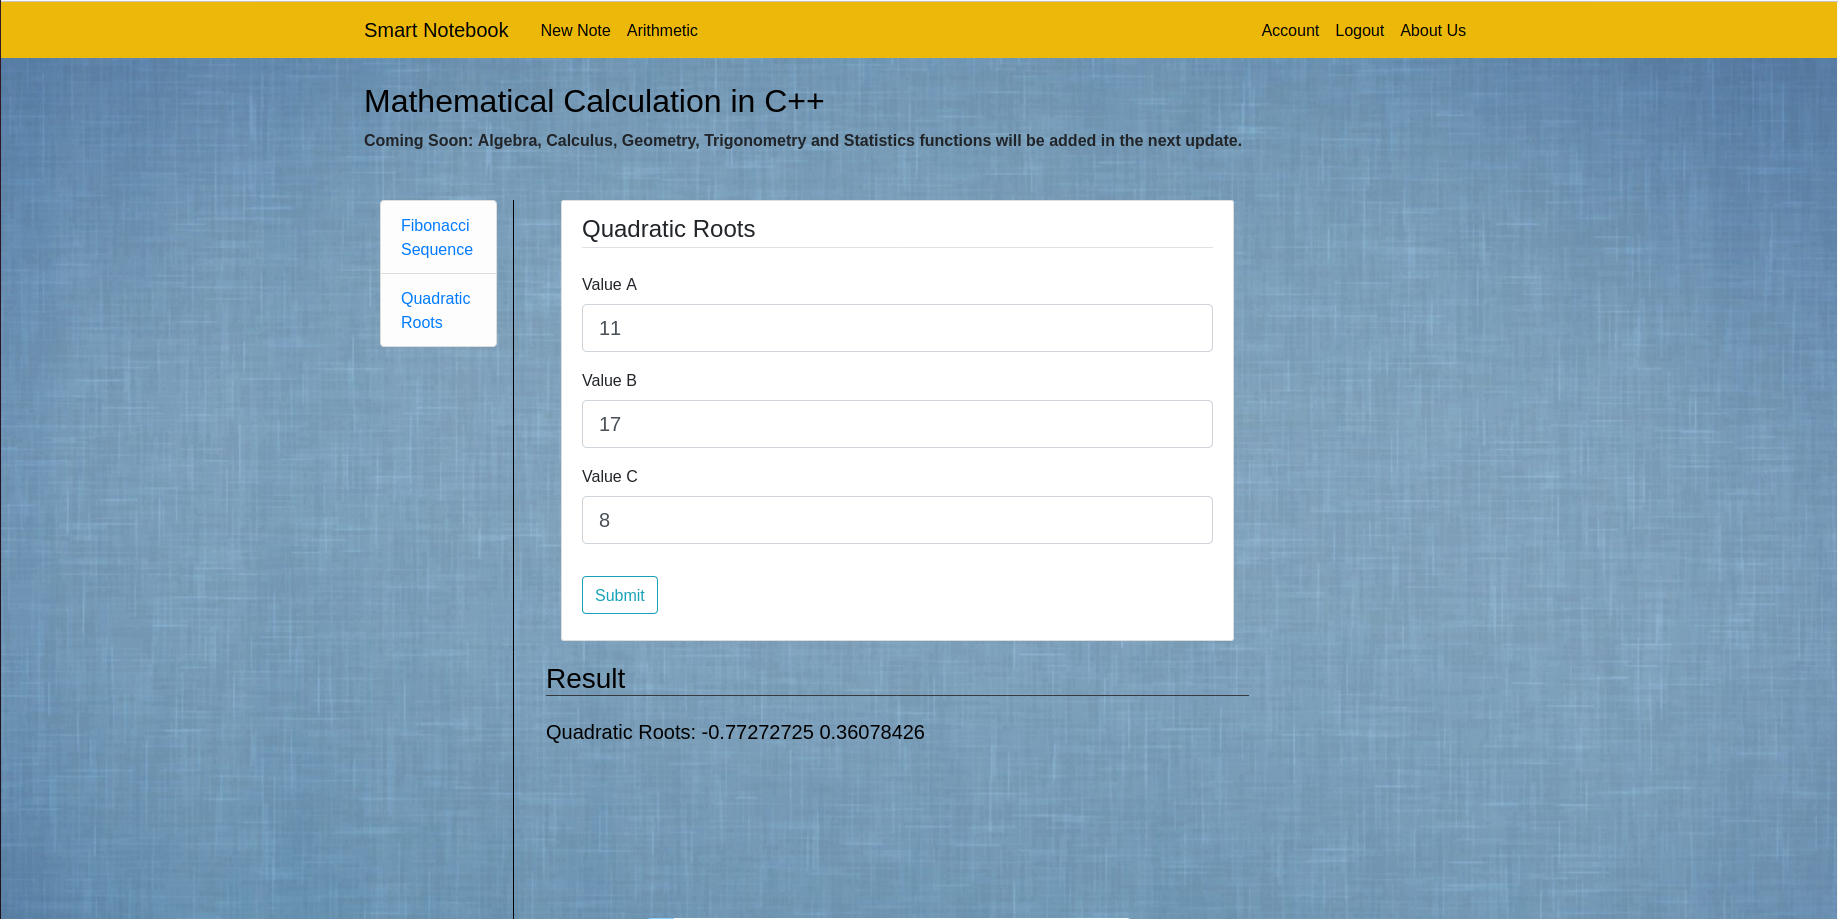 Smart Notebook New Note Arithmetic Account Logout About Us
Mathematical Calculation in C++
Coming Soon: Algebra, Calculus, Geometry, Trigonometry and Statistics functions will be added in the next update.
Fibonacci
Sequence
Quadratic
Roots
Quadratic Roots
Value A
11
Value B
17
Value C
8
Submit
Result
Quadratic Roots: -0.77272725 0.36078426